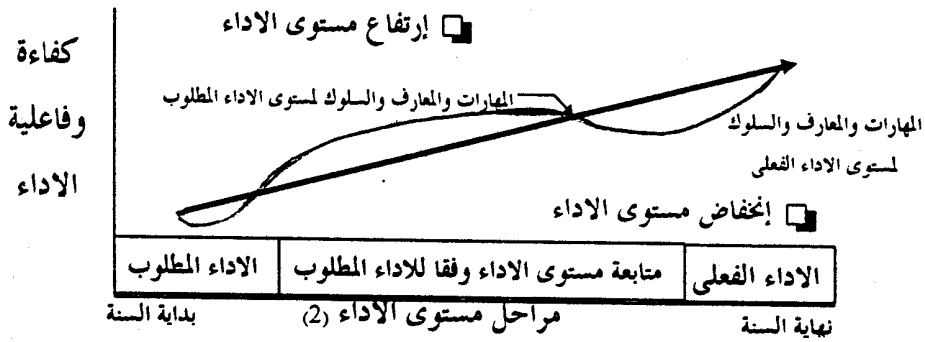 ❏ إرتفاع مستوى الاداء
كفاءة
وفاعلية
الاداء
المهارات والمعارف والسلوك لمستوى الاداء المطلوب
المهارات والمعارف والسلوك
لمستوى الاداء الفعلى
❏ إنخفاض مستوى الاداء
الاداء المطلوب
متابعة مستوى الاداء وفقا للاداء المطلوب
الاداء الفعلى
بداية السنة
مراحل مستوى الاداء (2)
نهاية السنة